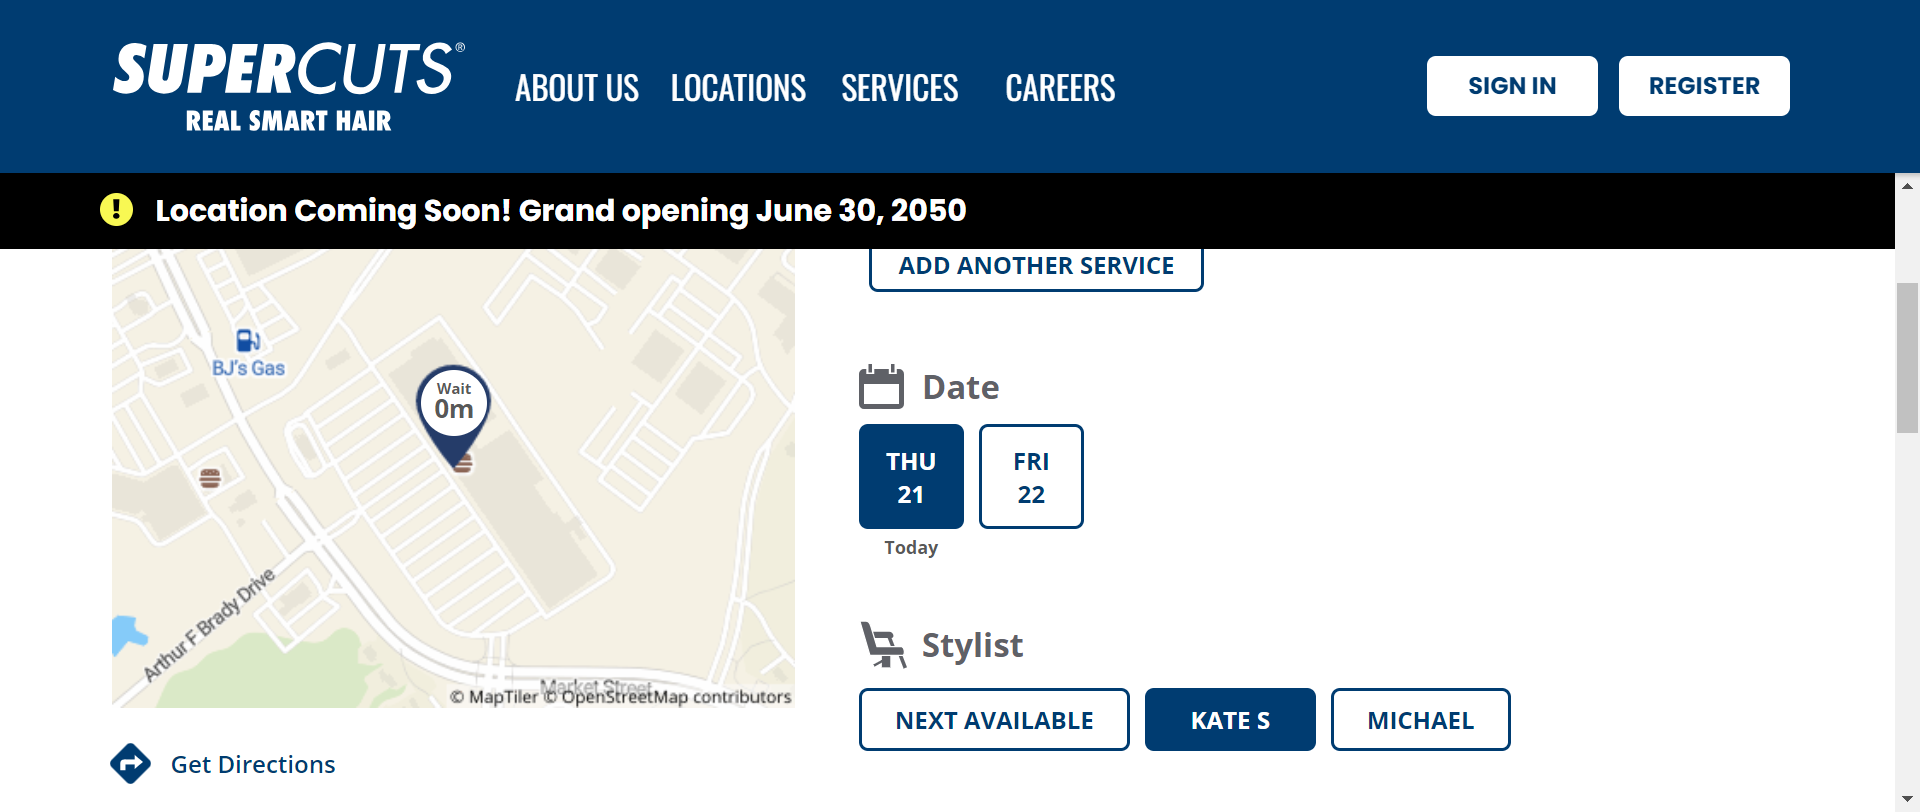 SUPERCUTS®
REAL SMART HAIR
ABOUT US
LOCATIONS
SERVICES
CAREERS
SIGN IN
REGISTER
Location Coming Soon! Grand opening June 30, 2050
BJ's Gas
Wait
0m
Arthur F Brady Drive
Market Street
© MapTiler © OpenStreetMap contributors
Get Directions
ADD ANOTHER SERVICE
Date
THU
21
FRI
22
Today
Stylist
NEXT AVAILABLE
KATE S
MICHAEL